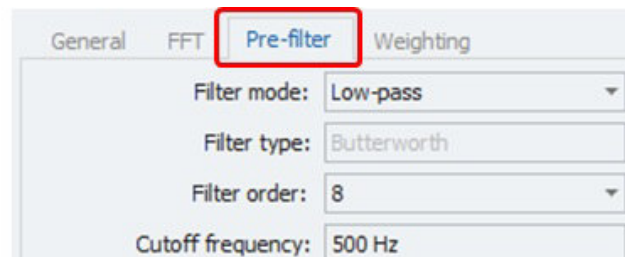 General FFT Pre-filter Weighting
Filter mode: Low-pass
Filter type: Butterworth
Filter order: 8
Cutoff frequency: 500 Hz